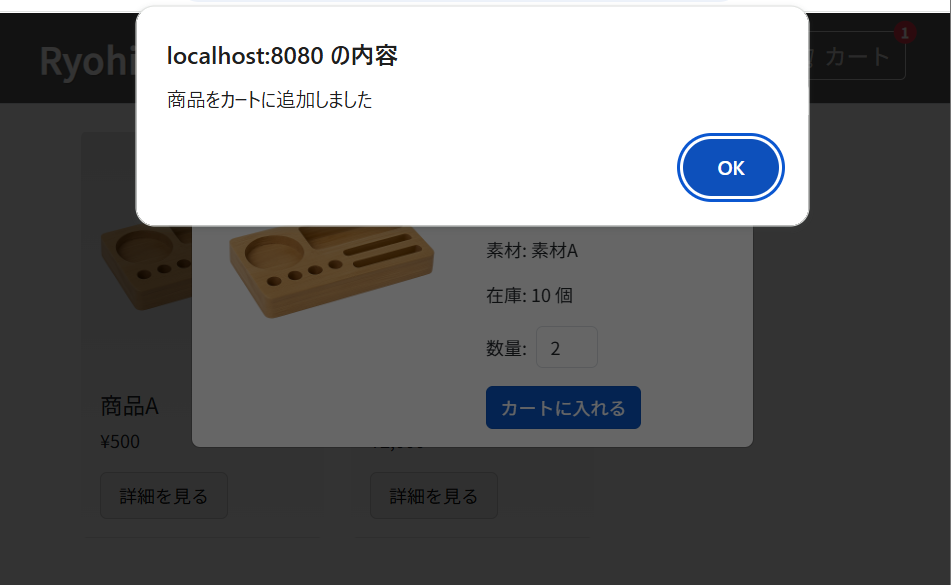 localhost:8080 の内容
商品をカートに追加しました
OK
Ryohi
カート
1
素材: 素材A
在庫: 10 個
数量: 2
カートに入れる
商品A
¥500
詳細を見る
詳細を見る